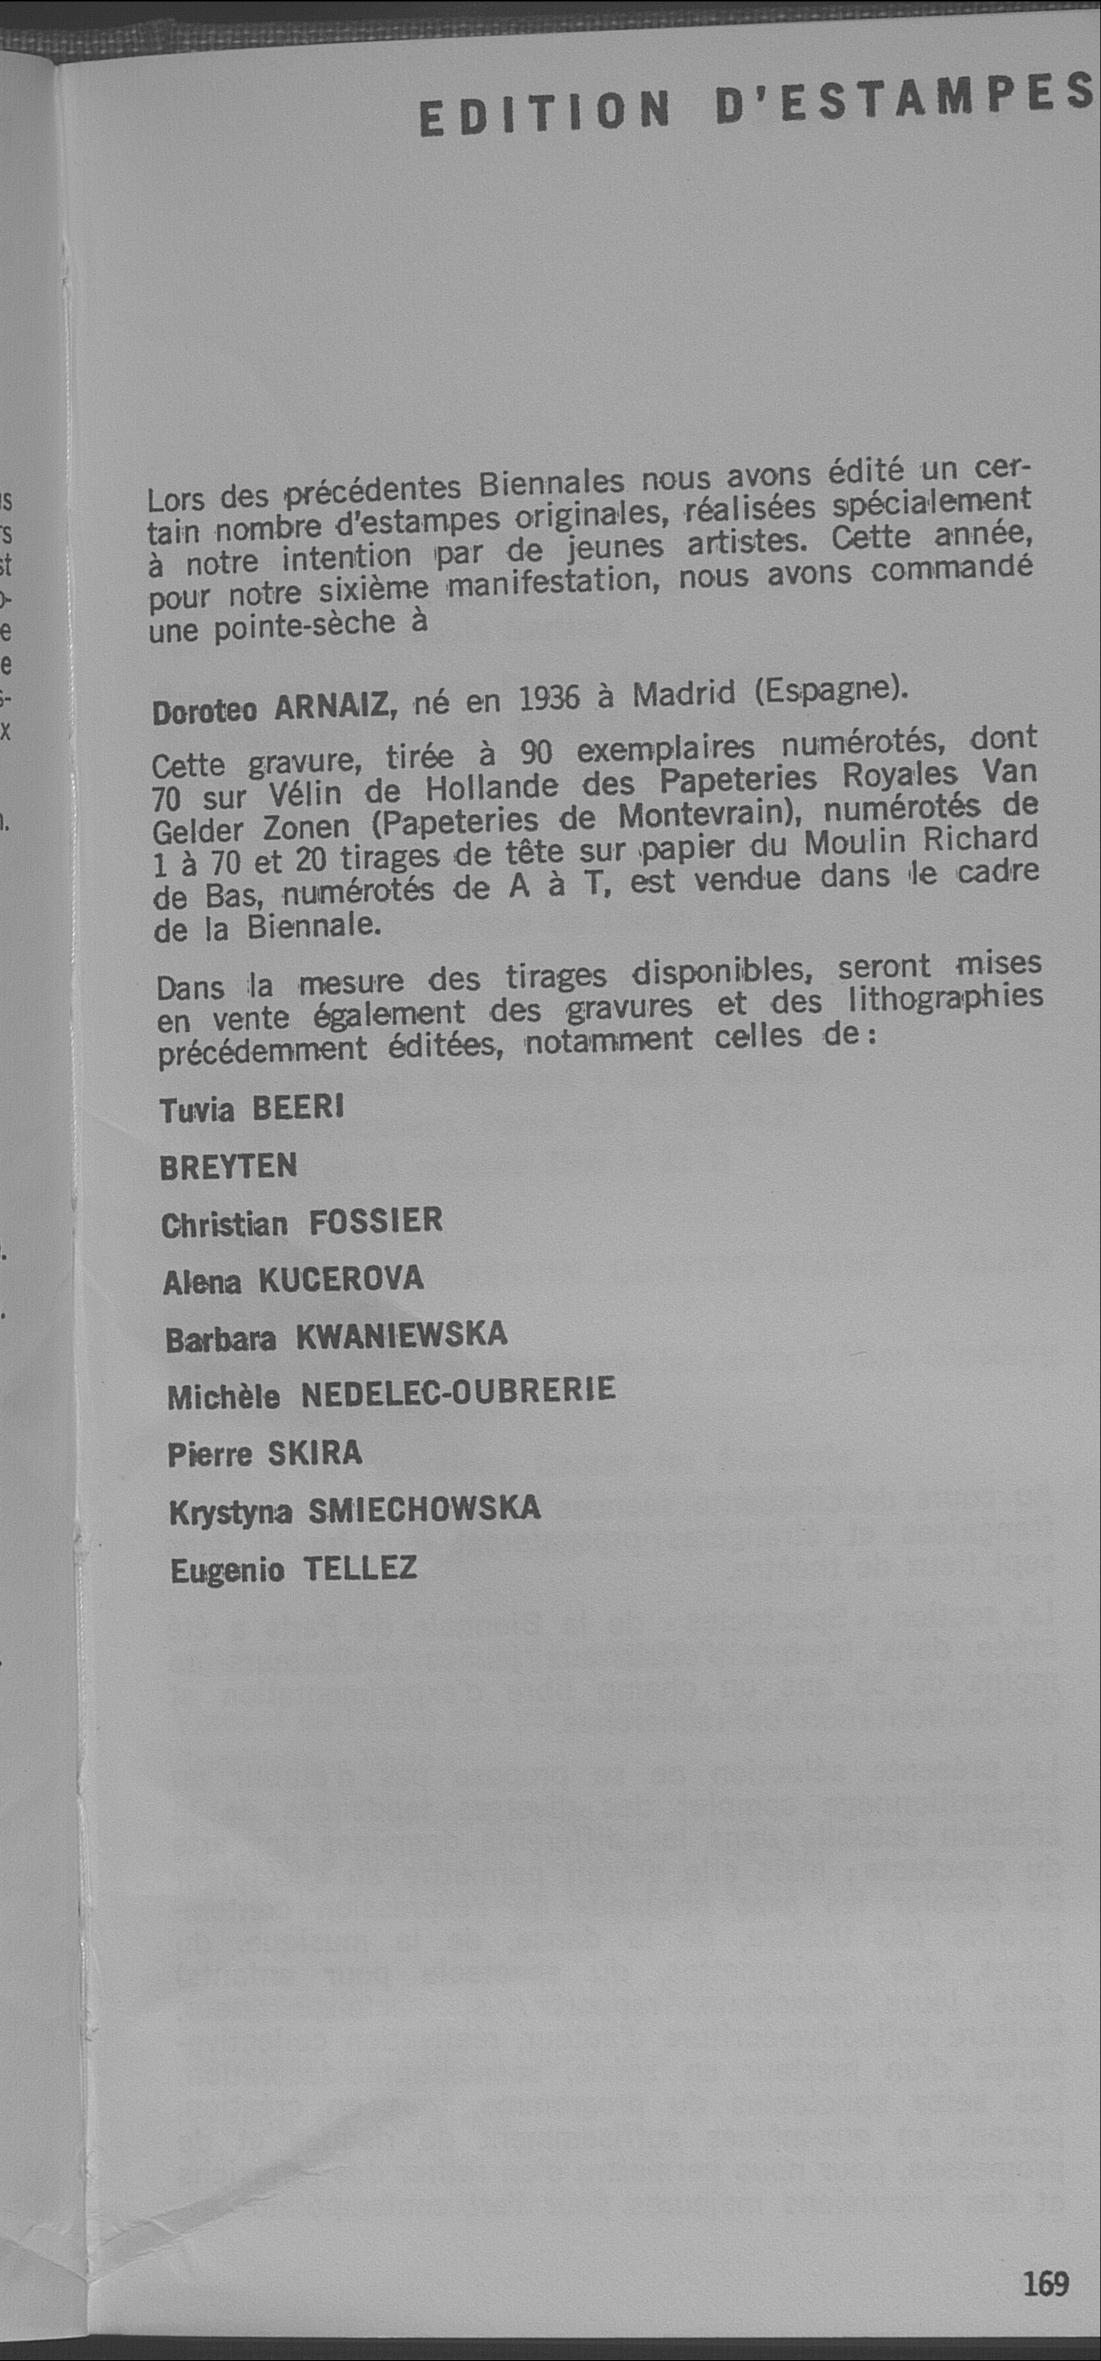 EDITION D'ESTAMPES
Lors des précédentes Biennales nous avons édité un cer-
tain nombre d'estampes originales, réalisées spécialement
à notre intention par de jeunes artistes. Cette année,
pour notre sixième manifestation, nous avons commandé
une pointe-sèche à
Doroteo ARNAIZ, né en 1936 à Madrid (Espagne).
Cette gravure, tirée à 90 exemplaires numérotés, dont
70 sur Vélin de Hollande des Papeteries Royales Van
Gelder Zonen (Papeteries de Montevrain), numérotés de
1 à 70 et 20 tirages de tête sur papier du Moulin Richard
de Bas, numérotés de A à T, est vendue dans le cadre
de la Biennale.
Dans la mesure des tirages disponibles, seront mises
en vente également des gravures et des lithographies
précédemment éditées, notamment celles de :
Tuvia BEERI
BREYTEN
Christian FOSSIER
Alena KUCEROVA
Barbara KWANIEWSKA
Michèle NEDELEC-OUBRERIE
Pierre SKIRA
Krystyna SMIECHOWSKA
Eugenio TELLEZ
169